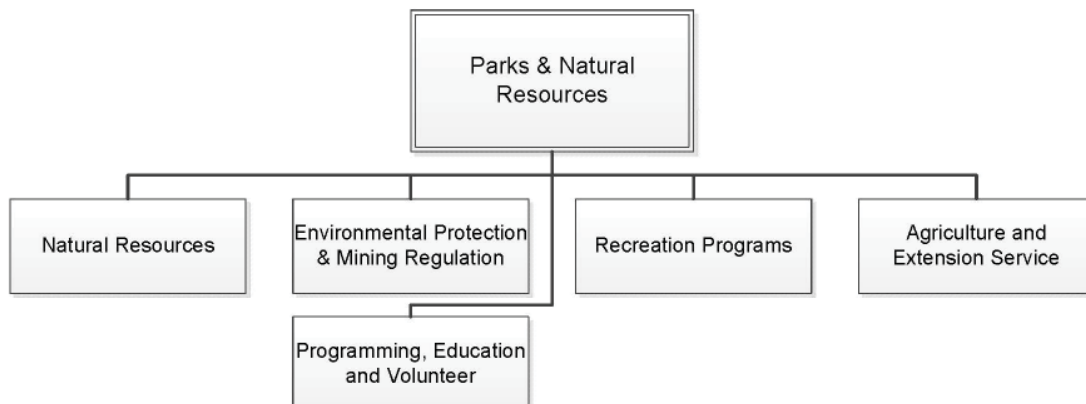 Parks & Natural
Resources
Natural Resources
Environmental Protection
& Mining Regulation
Recreation Programs
Agriculture and
Extension Service
Programming, Education
and Volunteer